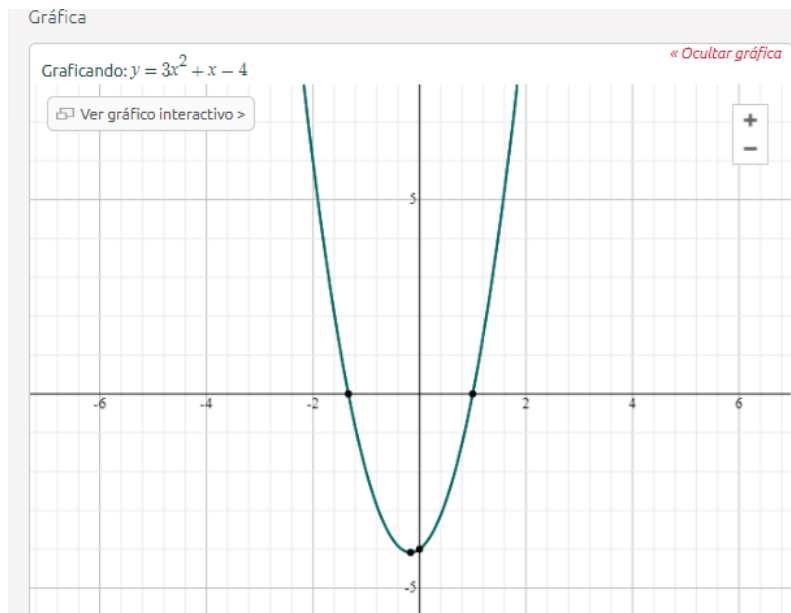 Gráfica
« Ocultar gráfica
Graficando: y = 3x² + x – 4
Ver gráfico interactivo >
+
–
5
-6 -4 -2 2 4 6
-5